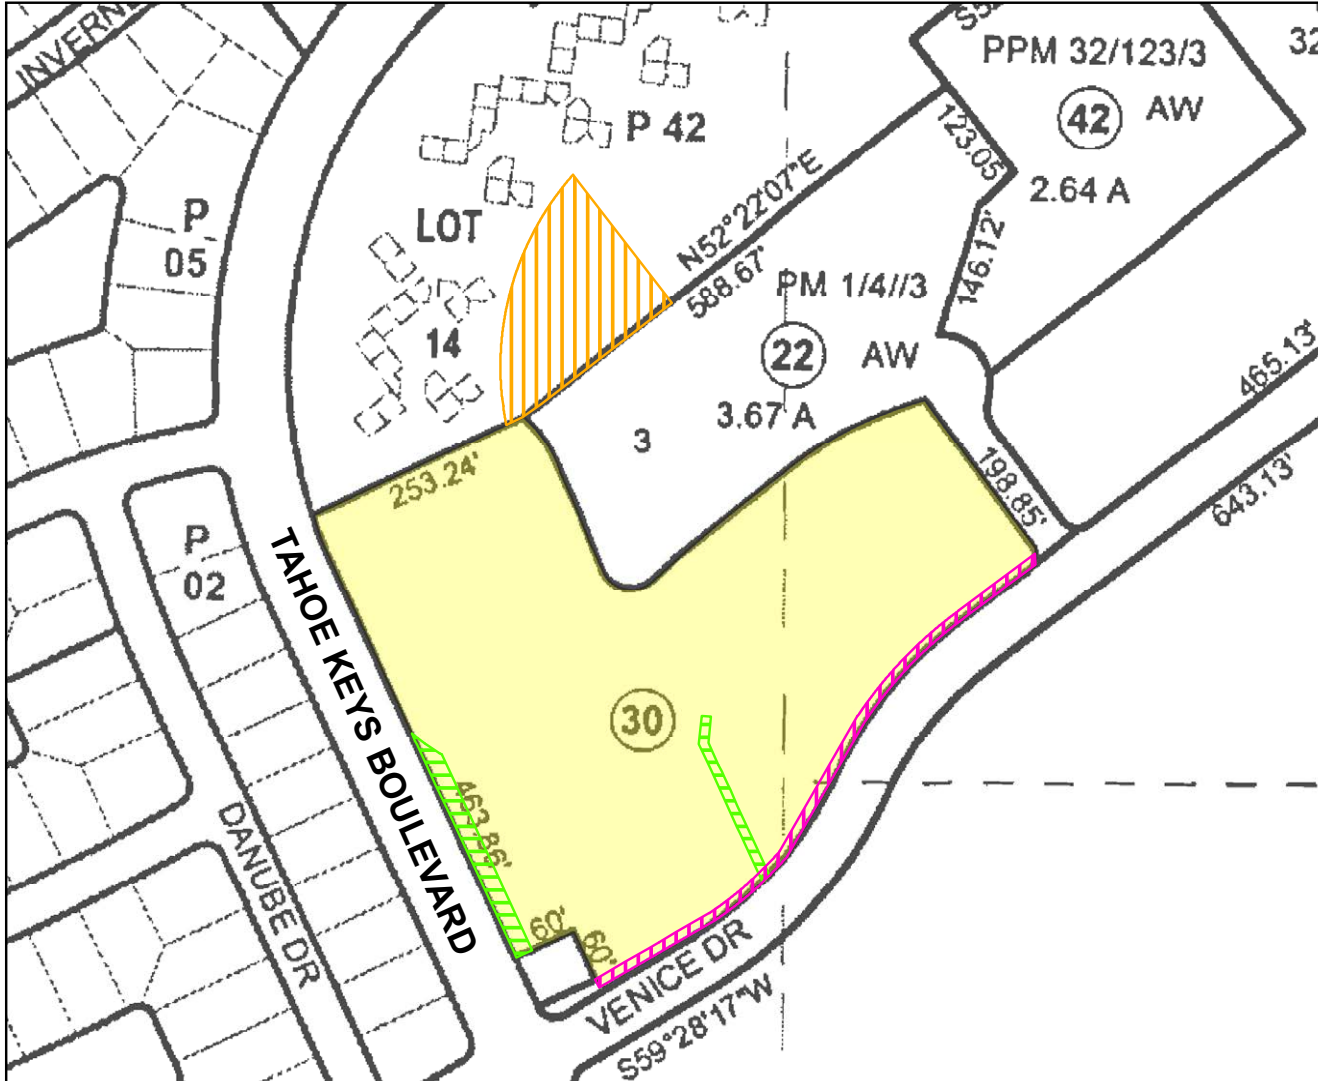 INVERNE
S5
PPM 32/123/3
32
42
AW
P 42
123.05
2.64 A
P
05
LOT
N52°22'07"E
588.67'
146.12'
PM 1/4//3
14
22
AW
3.67 A
465.13'
3
253.24'
198.85'
643.13'
P
02
TAHOE KEYS BOULEVARD
30
463.86'
DANUBE DR
60'
60'
VENICE DR
S59°28'17"W